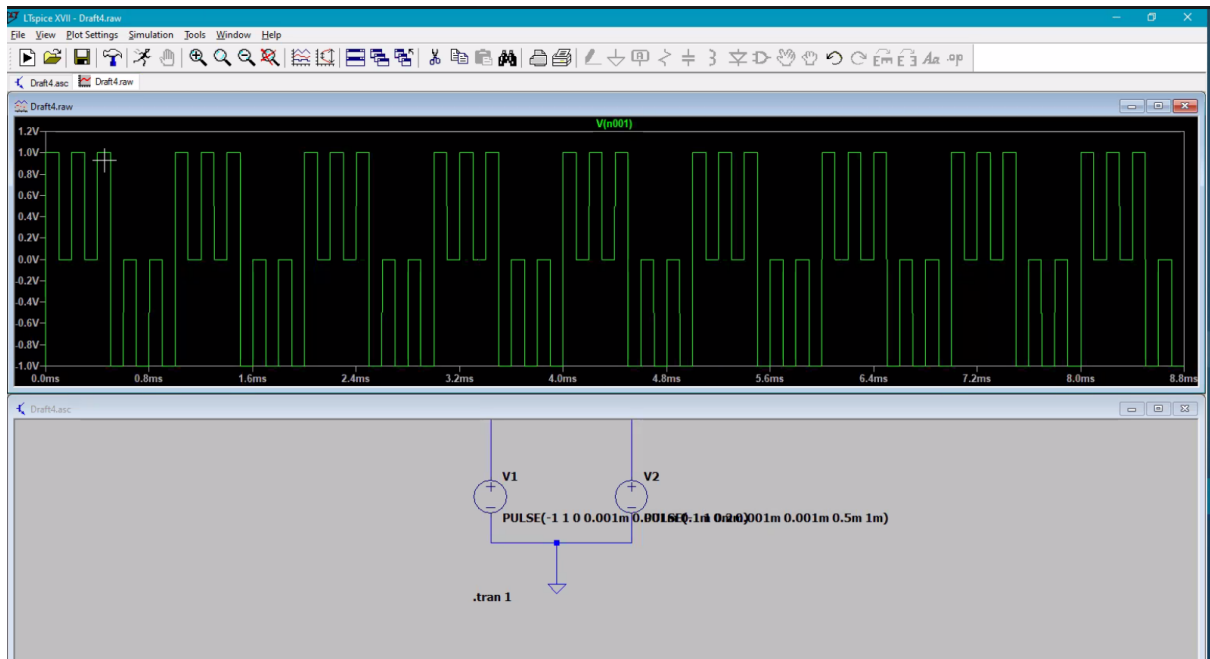 LTspice XVII - Draft4.raw
File View Plot Settings Simulation Tools Window Help
Draft4.asc Draft4.raw
Draft4.raw
V(n001)
1.2V
1.0V
0.8V
0.6V
0.4V
0.2V
0.0V
-0.2V
-0.4V
-0.6V
-0.8V
-1.0V
0.0ms 0.8ms 1.6ms 2.4ms 3.2ms 4.0ms 4.8ms 5.6ms 6.4ms 7.2ms 8.0ms 8.8ms
Draft4.asc
V1 V2
PULSE(-1 1 0 0.001m 0.001m 0.5m 1m)
.tran 1